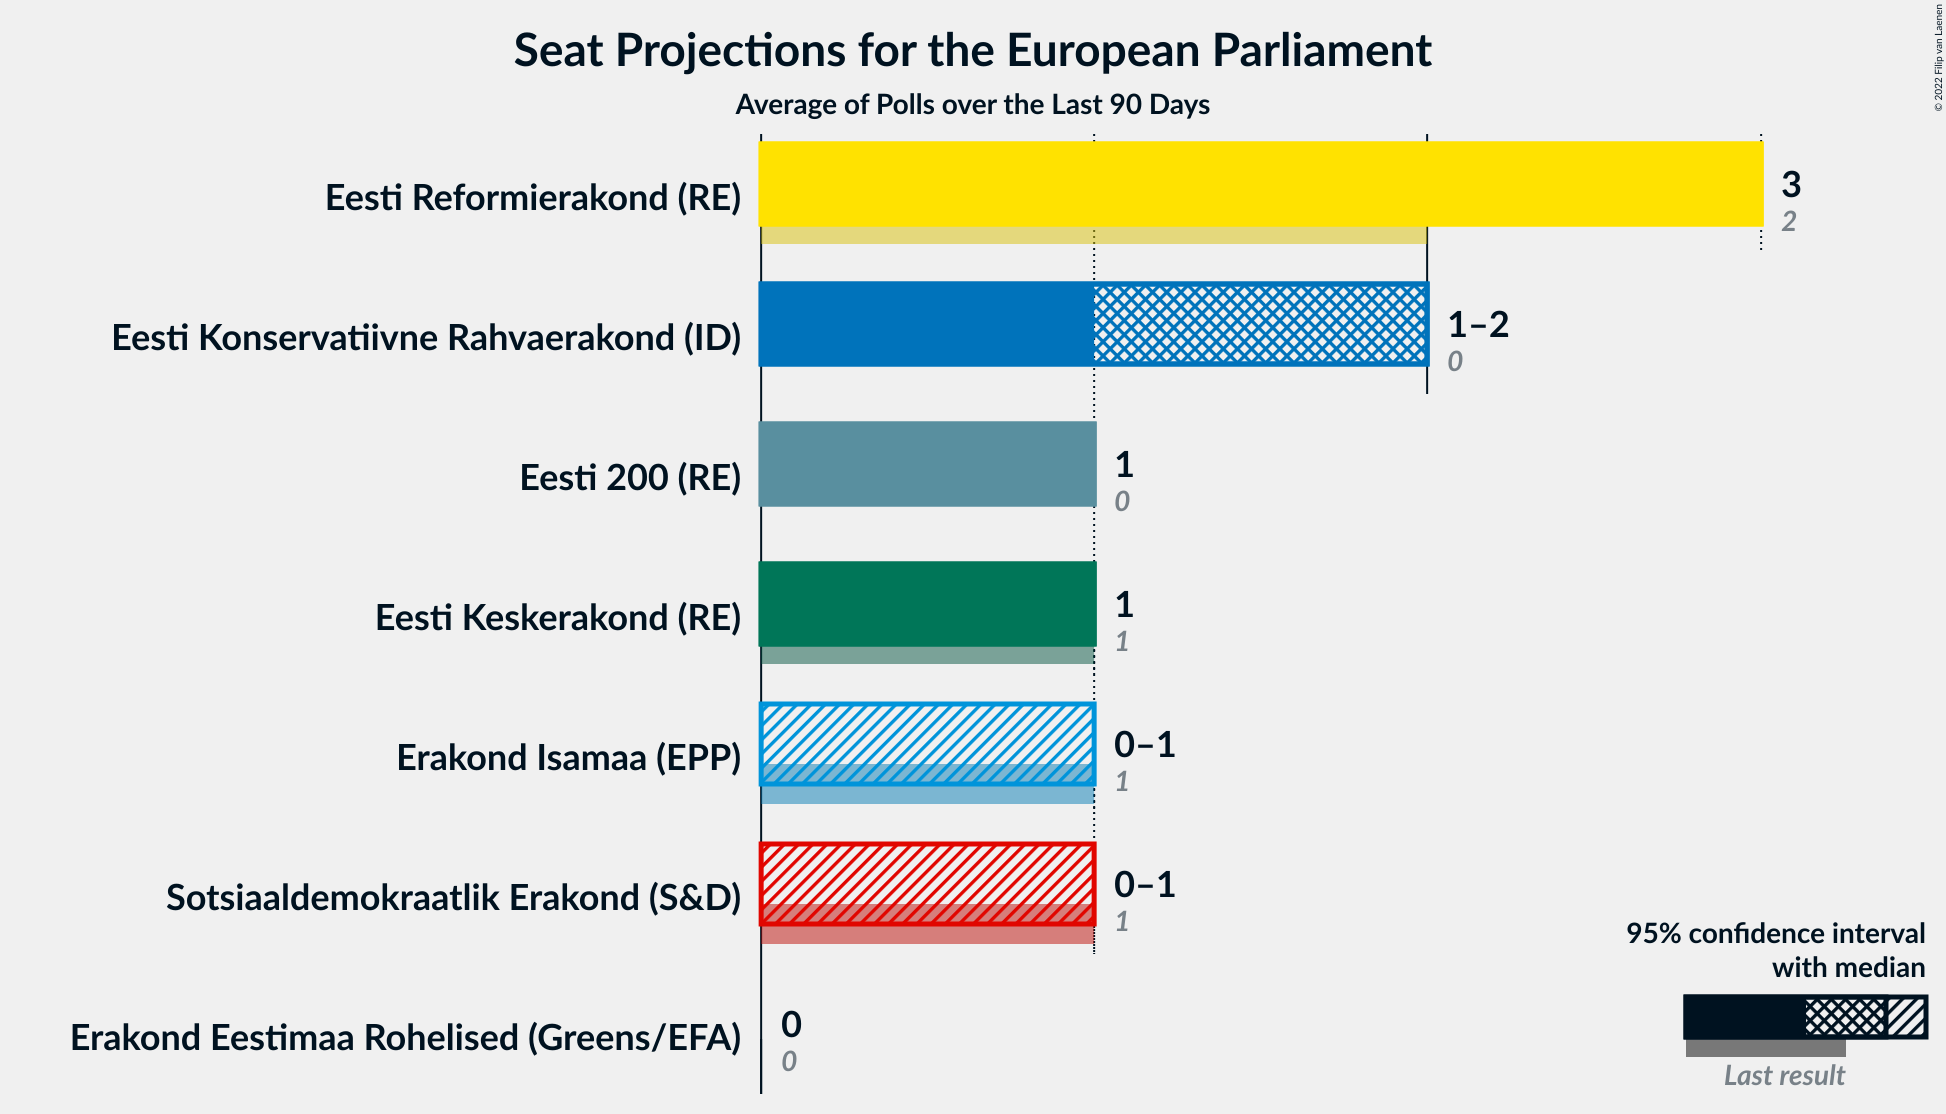 Seat Projections for the European Parliament
Average of Polls over the Last 90 Days
© 2022 Filip van Laenen
Eesti Reformierakond (RE)
3
2
Eesti Konservatiivne Rahvaerakond (ID)
1–2
0
Eesti 200 (RE)
1
0
Eesti Keskerakond (RE)
1
1
Erakond Isamaa (EPP)
0–1
1
Sotsiaaldemokraatlik Erakond (S&D)
0–1
1
Erakond Eestimaa Rohelised (Greens/EFA)
0
0
95% confidence interval
with median
Last result